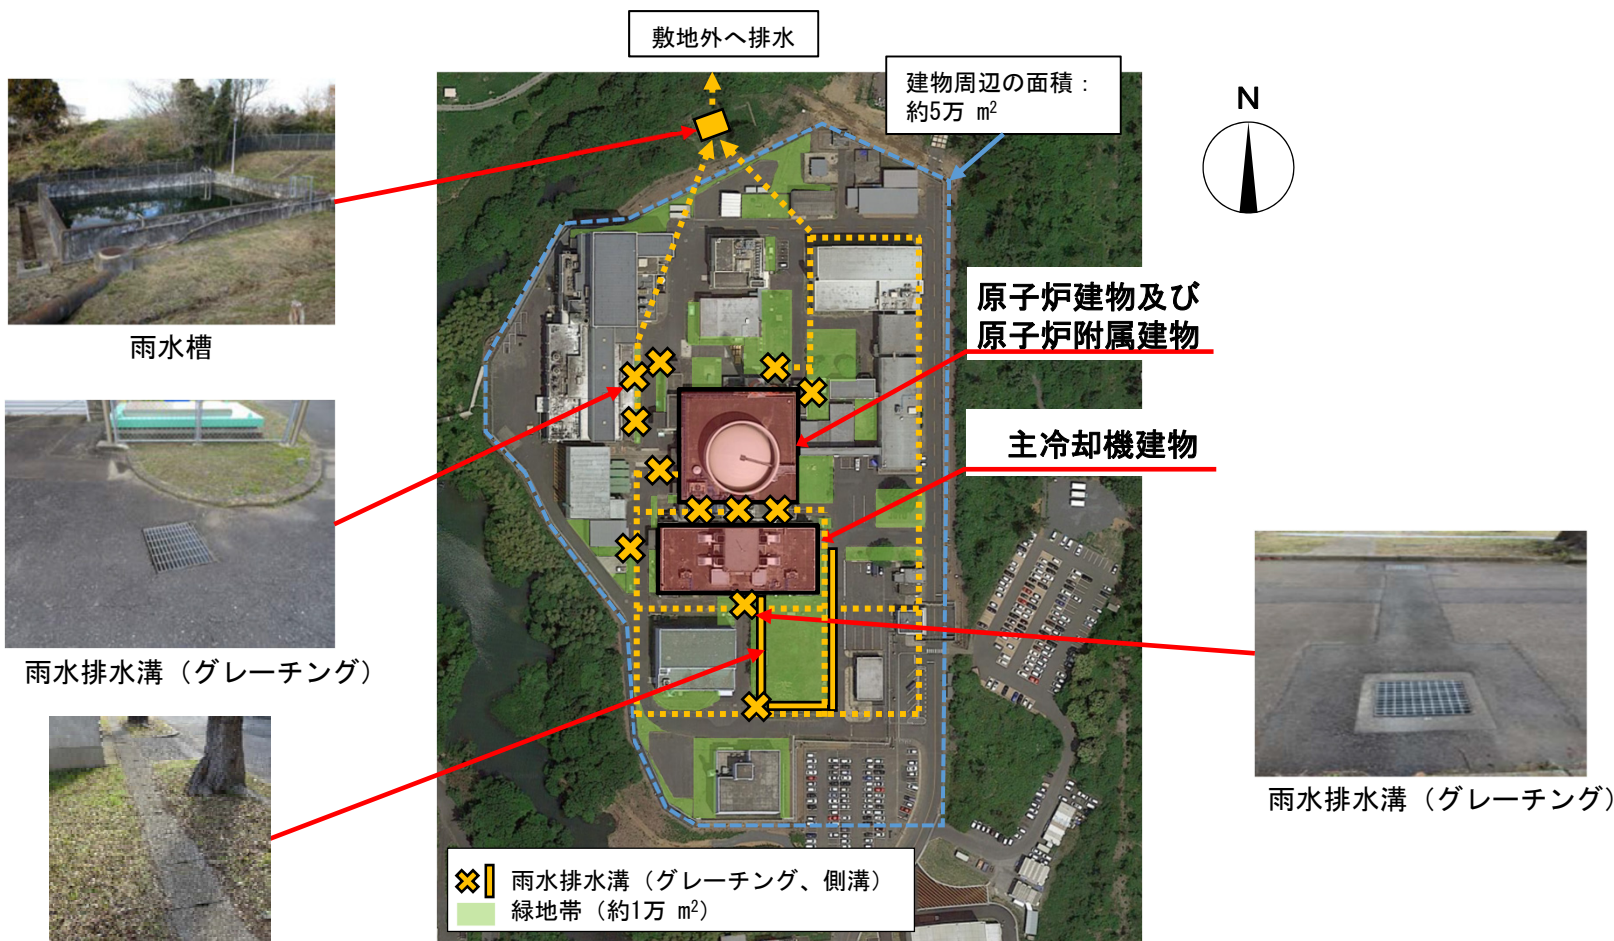 敷地外へ排水
建物周辺の面積：
約5万 m²
N
雨水槽
原子炉建物及び
原子炉附属建物
主冷却機建物
雨水排水溝（グレーチング）
雨水排水溝（グレーチング）
雨水排水溝（グレーチング、側溝）
緑地帯（約1万 m²）